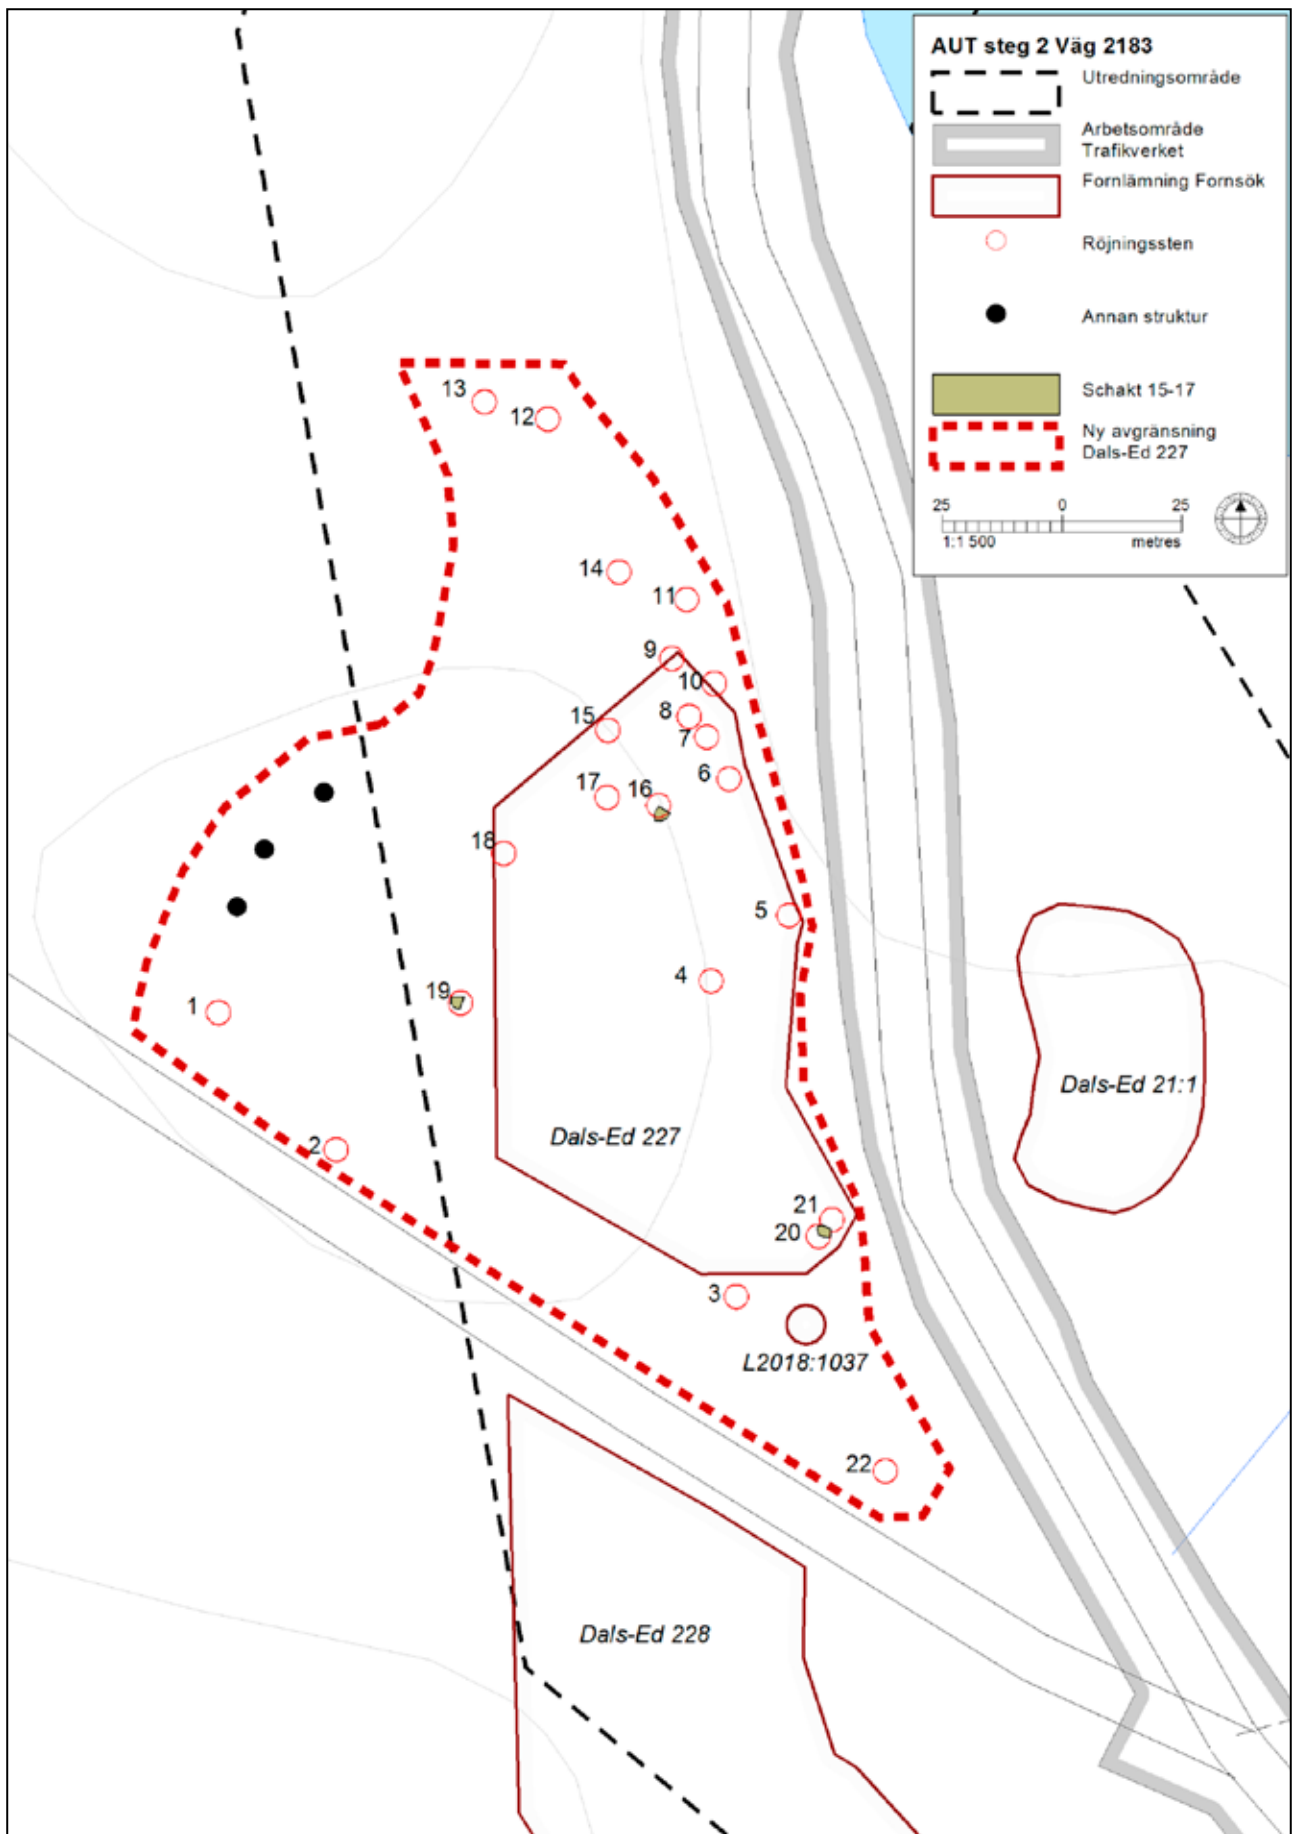 AUT steg 2 Väg 2183
Utredningsområde
Arbetsområde
Trafikverket
Fornlämning Fornsök
Röjningssten
Annan struktur
Schakt 15-17
Ny avgränsning
Dals-Ed 227
25 0 25
1:1 500 metres
13
12
14
11
9
10
8
15
7
6
17
16
18
5
4
19
1
Dals-Ed 21:1
2
Dals-Ed 227
21
20
3
L2018:1037
22
Dals-Ed 228